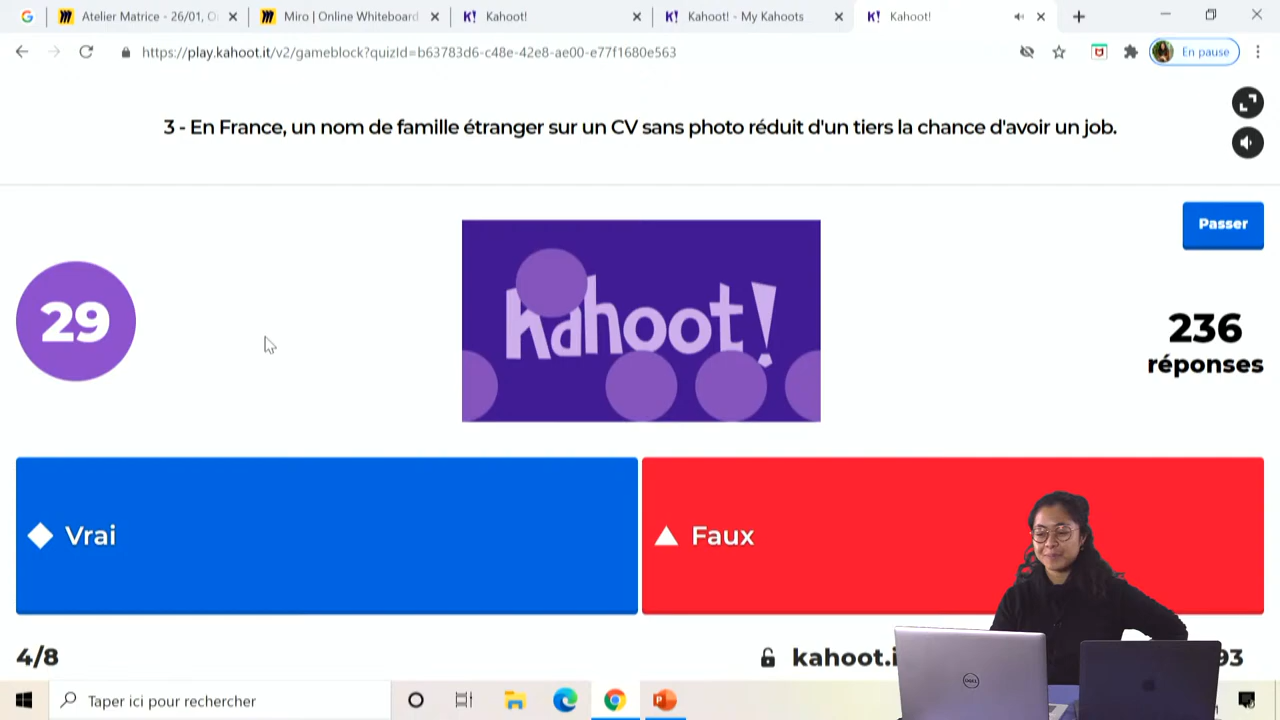 Atelier Matrice - 26/01, O
Miro | Online Whiteboard
Kahoot!
Kahoot! - My Kahoots
Kahoot!
https://play.kahoot.it/v2/gameblock?quizId=b63783d6-c48e-42e8-ae00-e77f1680e563
En pause
3 - En France, un nom de famille étranger sur un CV sans photo réduit d'un tiers la chance d'avoir un job.
Passer
29
kahoot!
236
réponses
Vrai
Faux
4/8
kahoot.i
93
Taper ici pour rechercher
DELL